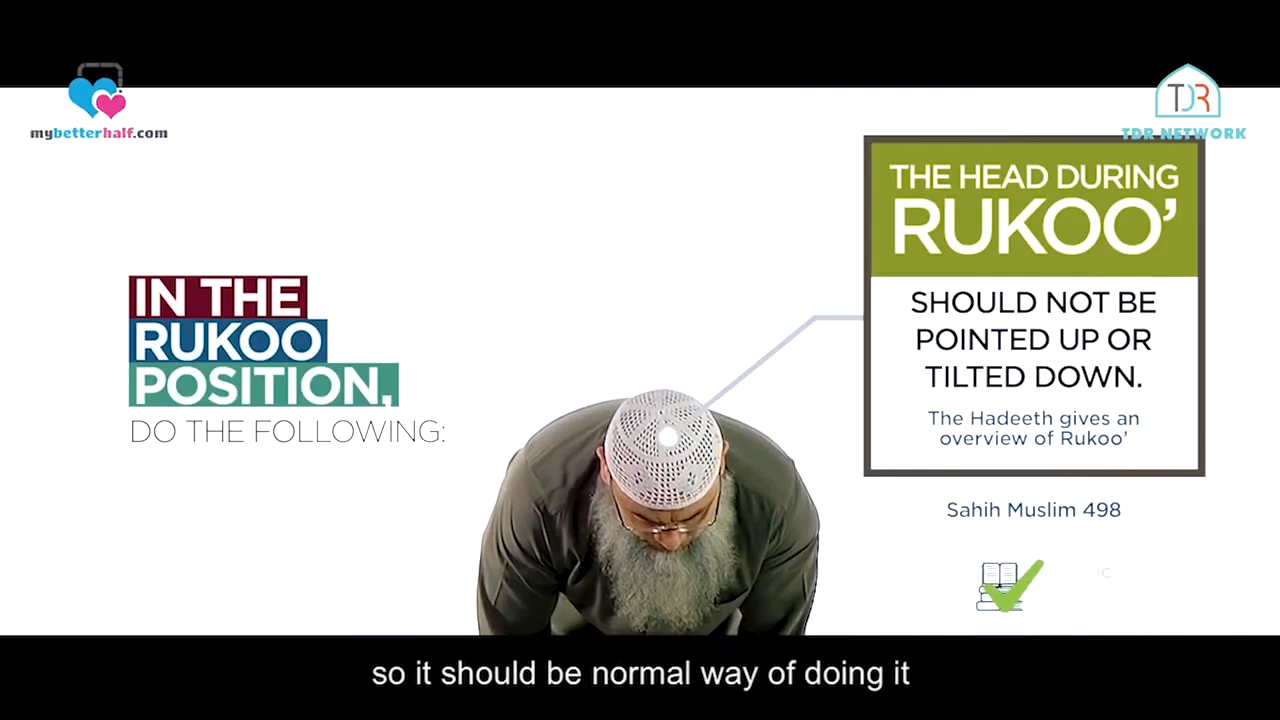 mybetterhalf.com
TDR
TDR NETWORK
THE HEAD DURING
RUKOO’
IN THE
RUKOO
POSITION,
DO THE FOLLOWING:
SHOULD NOT BE
POINTED UP OR
TILTED DOWN.
The Hadeeth gives an
overview of Rukoo’
Sahih Muslim 498
so it should be normal way of doing it